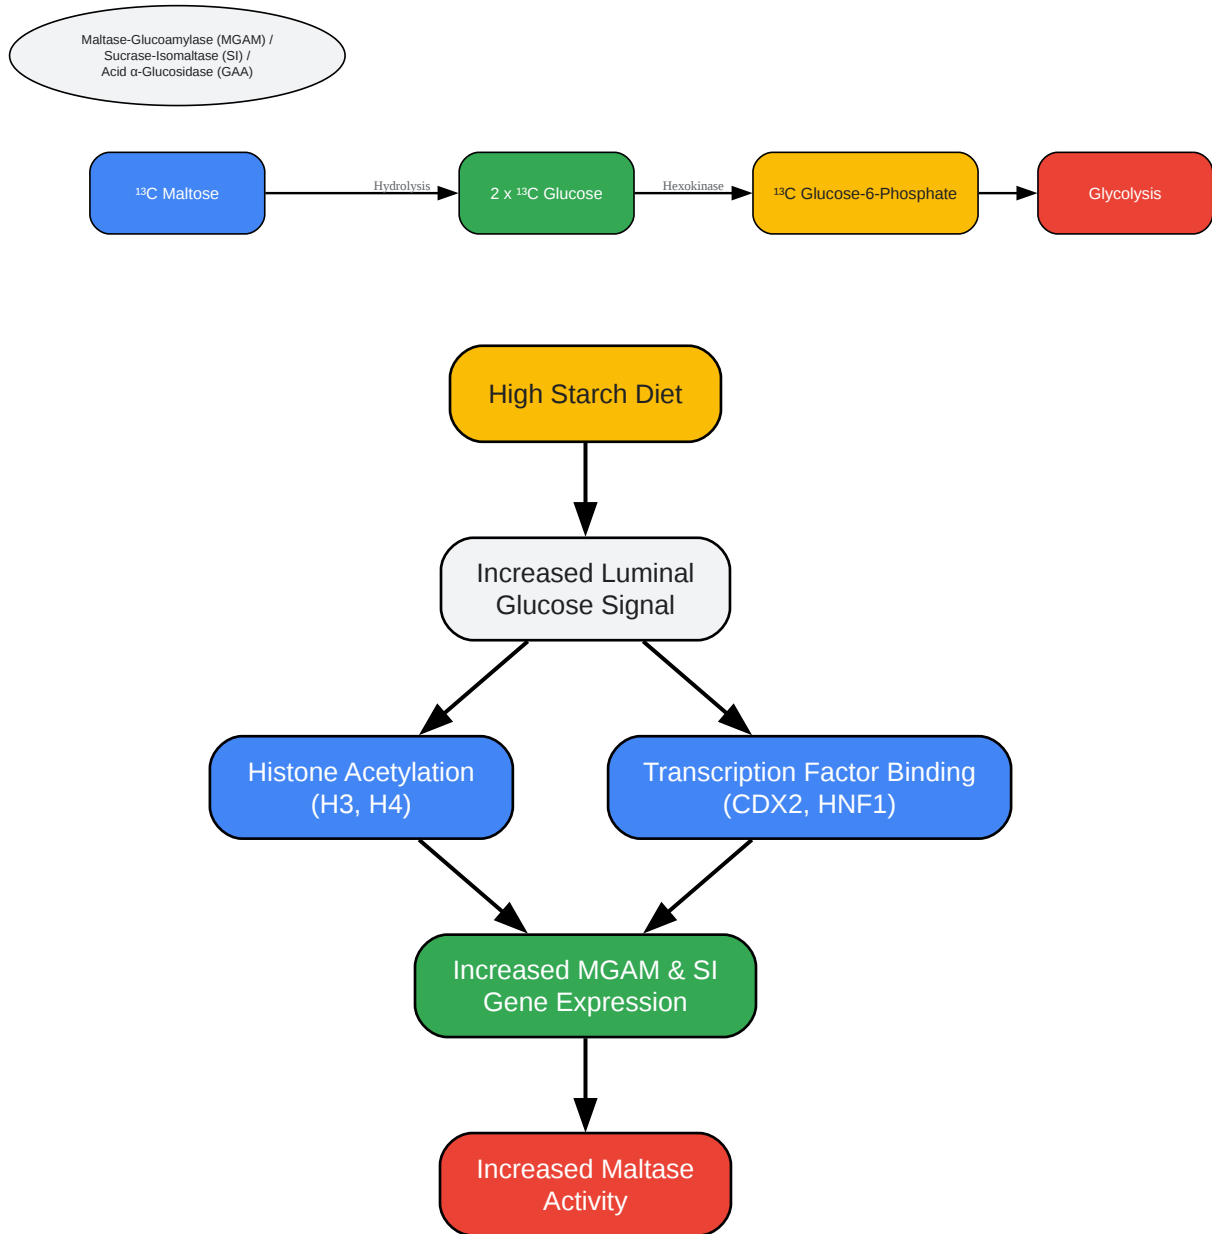 Maltase-Glucoamylase (MGAM) /
Sucrase-Isomaltase (SI) /
Acid α-Glucosidase (GAA)
¹³C Maltose
Hydrolysis
2 x ¹³C Glucose
Hexokinase
¹³C Glucose-6-Phosphate
Glycolysis
High Starch Diet
Increased Luminal
Glucose Signal
Histone Acetylation
(H3, H4)
Transcription Factor Binding
(CDX2, HNF1)
Increased MGAM & SI
Gene Expression
Increased Maltase
Activity